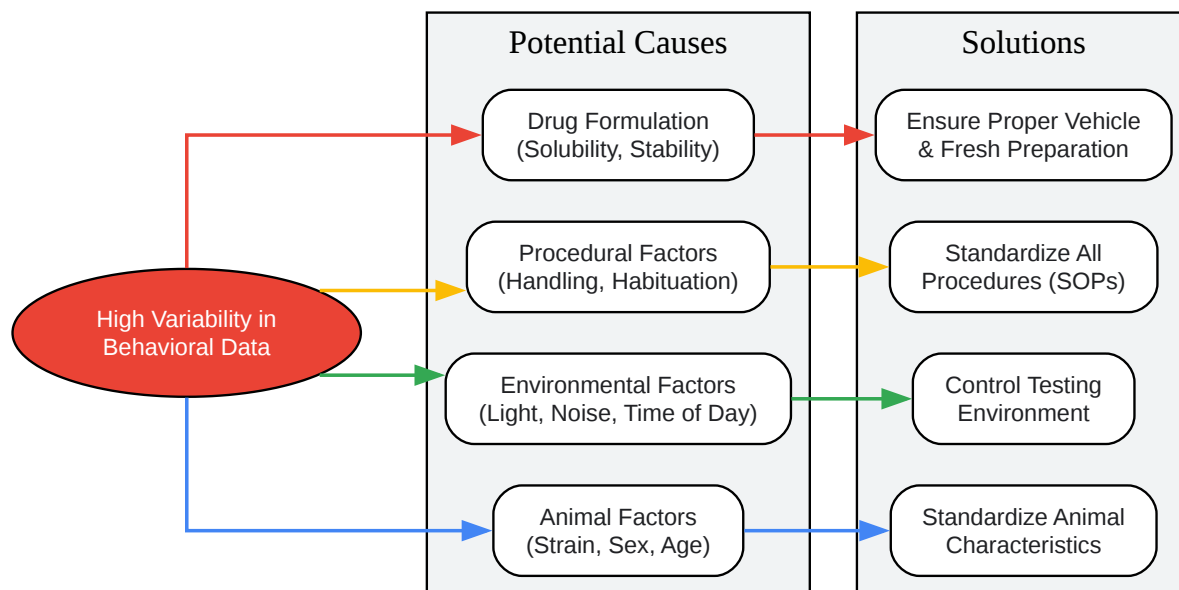 Potential Causes
Solutions
Drug Formulation
(Solubility, Stability)
Ensure Proper Vehicle
& Fresh Preparation
Procedural Factors
(Handling, Habituation)
Standardize All
Procedures (SOPs)
High Variability in
Behavioral Data
Environmental Factors
(Light, Noise, Time of Day)
Control Testing
Environment
Animal Factors
(Strain, Sex, Age)
Standardize Animal
Characteristics